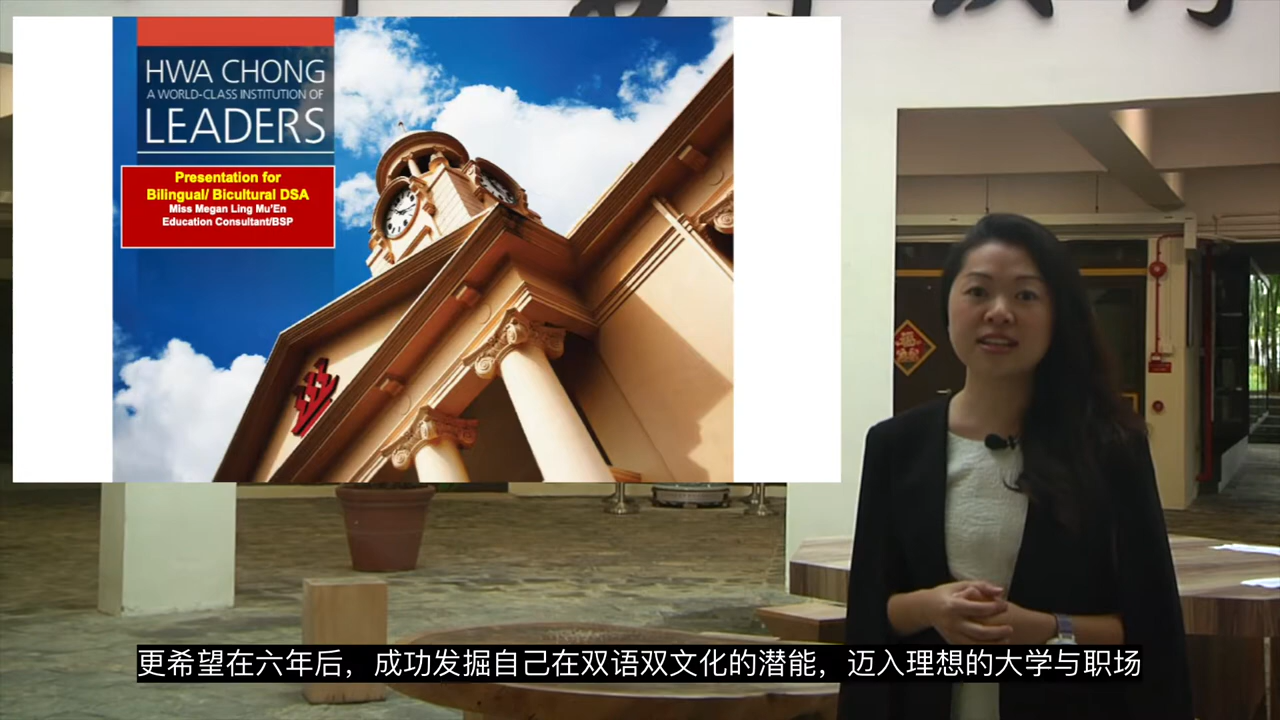 HWA CHONG
A WORLD-CLASS INSTITUTION OF
LEADERS
Presentation for
Bilingual/ Bicultural DSA
Miss Megan Ling Mu'En
Education Consultant/BSP
更希望在六年后，成功发掘自己在双语双文化的潜能，迈入理想的大学与职场